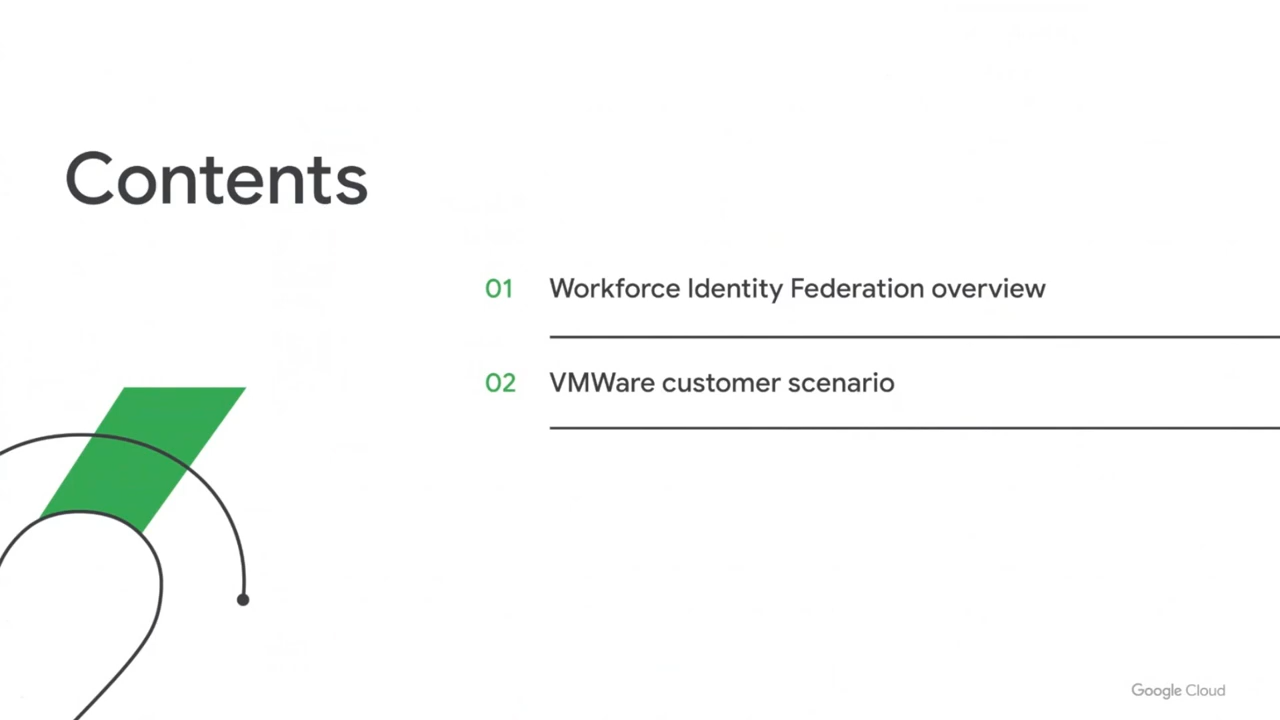 Contents
01 Workforce Identity Federation overview
02 VMWare customer scenario
Google Cloud